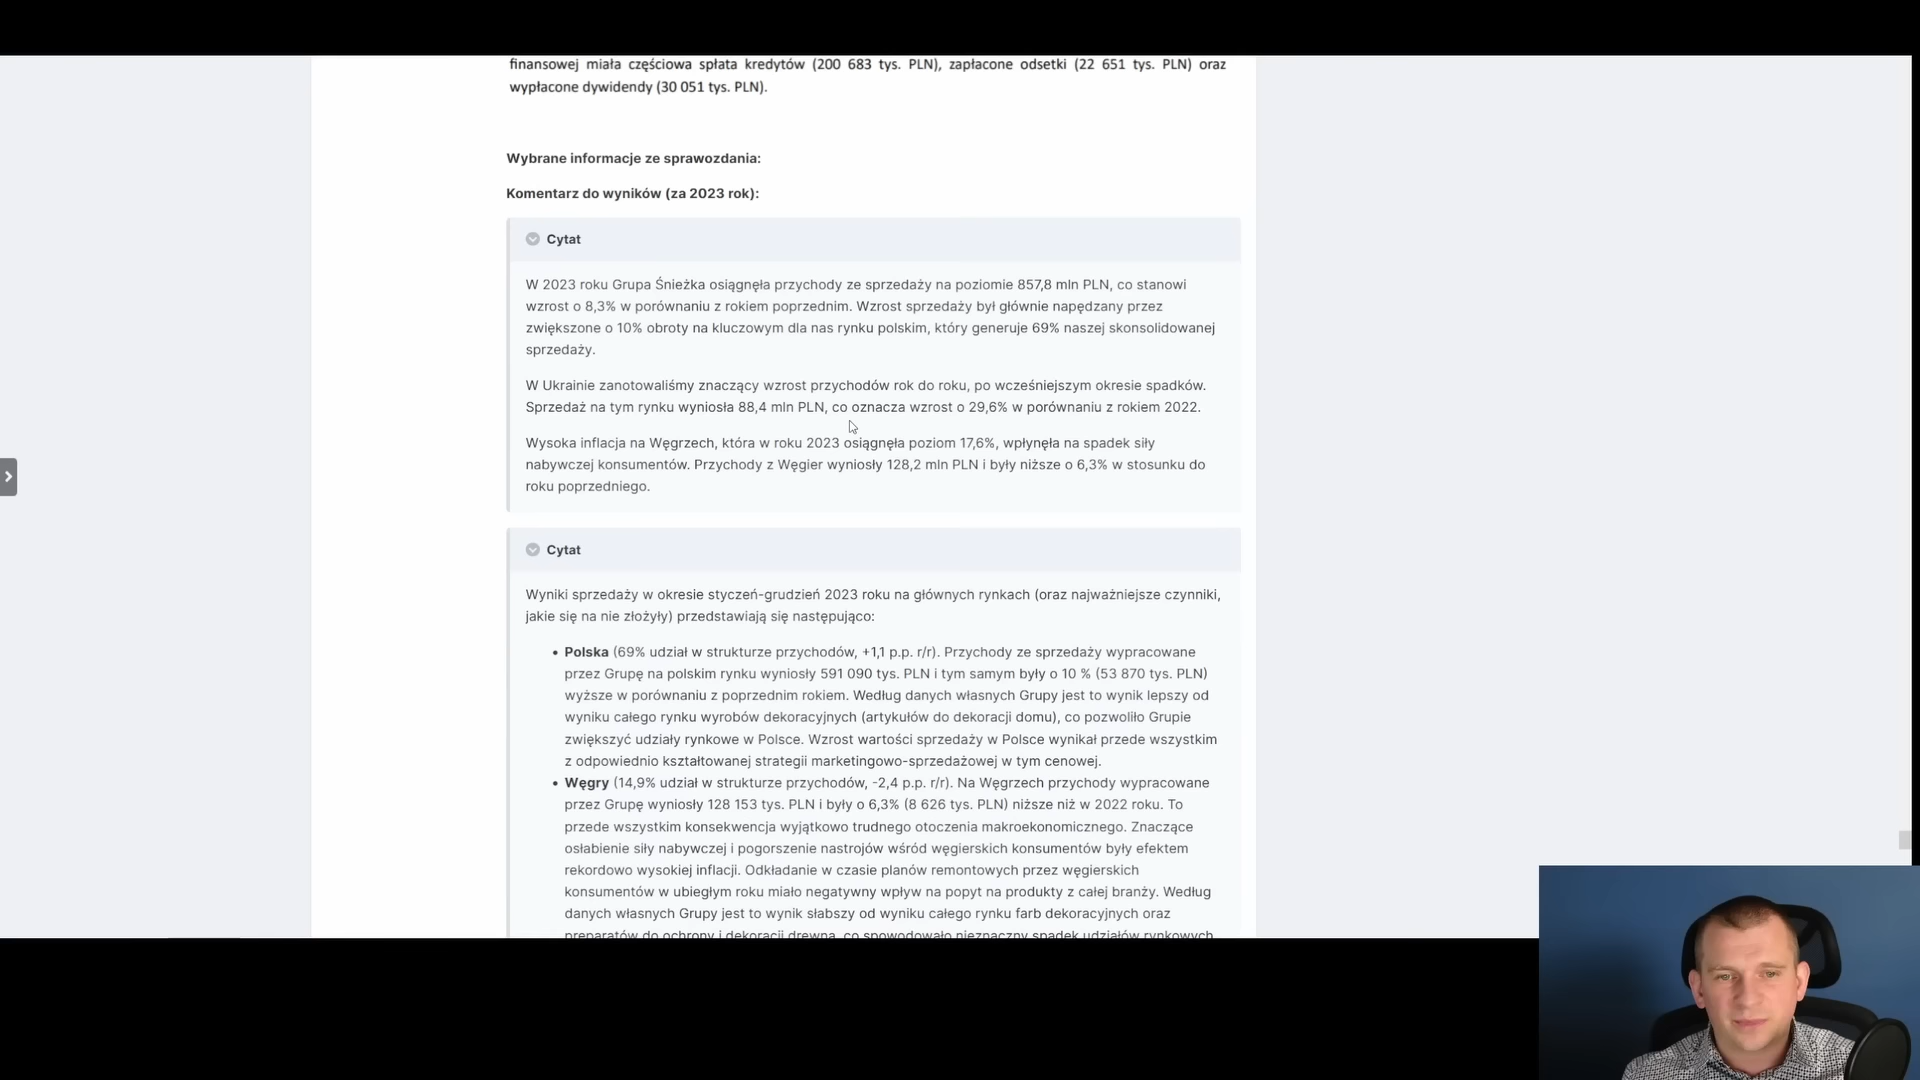 finansowej miała częściowa spłata kredytów (200 683 tys. PLN), zapłacone odsetki (22 651 tys. PLN) oraz
wypłacone dywidendy (30 051 tys. PLN).
Wybrane informacje ze sprawozdania:
Komentarz do wyników (za 2023 rok):
Cytat
W 2023 roku Grupa Śnieżka osiągnęła przychody ze sprzedaży na poziomie 857,8 mln PLN, co stanowi
wzrost o 8,3% w porównaniu z rokiem poprzednim. Wzrost sprzedaży był głównie napędzany przez
zwiększone o 10% obroty na kluczowym dla nas rynku polskim, który generuje 69% naszej skonsolidowanej
sprzedaży.
W Ukrainie zanotowaliśmy znaczący wzrost przychodów rok do roku, po wcześniejszym okresie spadków.
Sprzedaż na tym rynku wyniosła 88,4 mln PLN, co oznacza wzrost o 29,6% w porównaniu z rokiem 2022.
Wysoka inflacja na Węgrzech, która w roku 2023 osiągnęła poziom 17,6%, wpłynęła na spadek siły
nabywczej konsumentów. Przychody z Węgier wyniosły 128,2 mln PLN i były niższe o 6,3% w stosunku do
roku poprzedniego.
Cytat
Wyniki sprzedaży w okresie styczeń-grudzień 2023 roku na głównych rynkach (oraz najważniejsze czynniki,
jakie się na nie złożyły) przedstawiają się następująco:
• Polska (69% udział w strukturze przychodów, +1,1 p.p. r/r). Przychody ze sprzedaży wypracowane
przez Grupę na polskim rynku wyniosły 591 090 tys. PLN i tym samym były o 10 % (53 870 tys. PLN)
wyższe w porównaniu z poprzednim rokiem. Według danych własnych Grupy jest to wynik lepszy od
wyniku całego rynku wyrobów dekoracyjnych (artykułów do dekoracji domu), co pozwoliło Grupie
zwiększyć udziały rynkowe w Polsce. Wzrost wartości sprzedaży w Polsce wynikał przede wszystkim
z odpowiednio kształtowanej strategii marketingowo-sprzedażowej w tym cenowej.
• Węgry (14,9% udział w strukturze przychodów, -2,4 p.p. r/r). Na Węgrzech przychody wypracowane
przez Grupę wyniosły 128 153 tys. PLN i były o 6,3% (8 626 tys. PLN) niższe niż w 2022 roku. To
przede wszystkim konsekwencja wyjątkowo trudnego otoczenia makroekonomicznego. Znaczące
osłabienie siły nabywczej i pogorszenie nastrojów wśród węgierskich konsumentów były efektem
rekordowo wysokiej inflacji. Odkładanie w czasie planów remontowych przez węgierskich
konsumentów w ubiegłym roku miało negatywny wpływ na popyt na produkty z całej branży. Według
danych własnych Grupy jest to wynik słabszy od wyniku całego rynku farb dekoracyjnych oraz
preparatów do ochrony i dekoracji drewna, co spowodowało nieznaczny spadek udziałów rynkowych